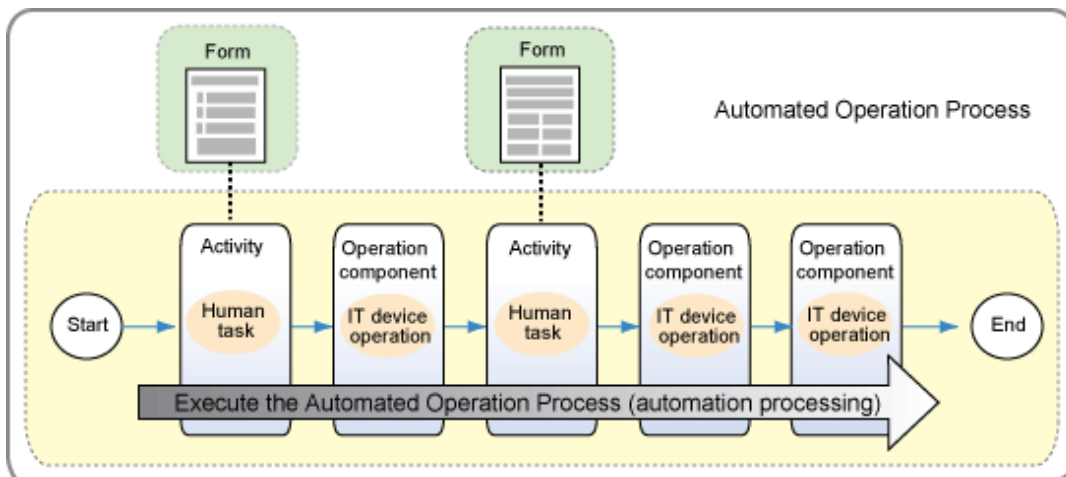 Form
Form
Automated Operation Process
Activity
Human
task
Operation
component
IT device
operation
Activity
Human
task
Operation
component
IT device
operation
Operation
component
IT device
operation
Start
End
Execute the Automated Operation Process (automation processing)